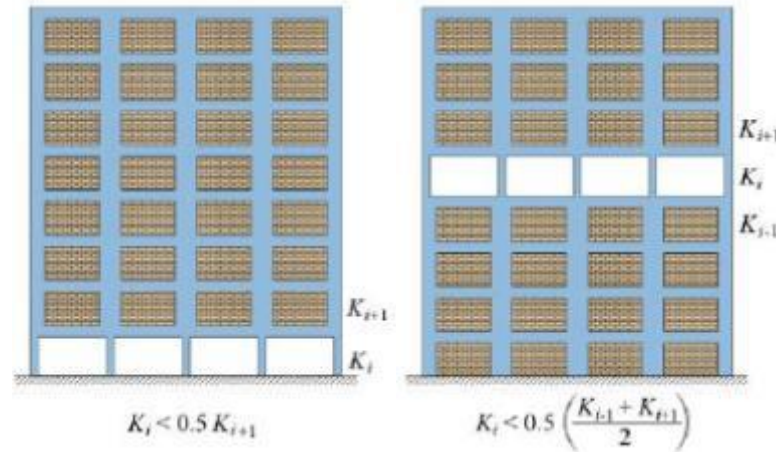 K_{i+1}
K_i
K_i < 0.5 K_{i+1}
K_{i+1}
K_i
K_{i-1}
K_i < 0.5 ( (K_{i-1} + K_{i+1}) / 2 )